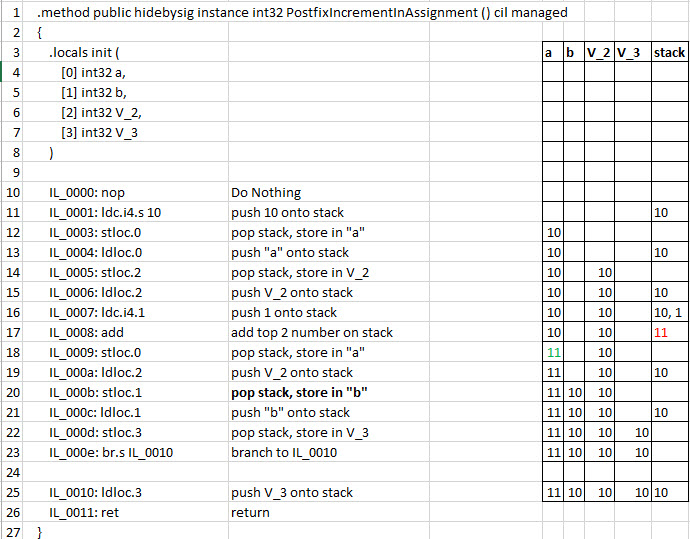 1 .method public hidebysig instance int32 PostfixIncrementInAssignment () cil managed
2 {
3 .locals init ( a b V_2 V_3 stack
4 [0] int32 a,
5 [1] int32 b,
6 [2] int32 V_2,
7 [3] int32 V_3
8 )
9
10 IL_0000: nop Do Nothing
11 IL_0001: ldc.i4.s 10 push 10 onto stack 10
12 IL_0003: stloc.0 pop stack, store in "a" 10
13 IL_0004: ldloc.0 push "a" onto stack 10 10
14 IL_0005: stloc.2 pop stack, store in V_2 10 10
15 IL_0006: ldloc.2 push V_2 onto stack 10 10 10
16 IL_0007: ldc.i4.1 push 1 onto stack 10 10 10, 1
17 IL_0008: add add top 2 number on stack 10 10 11
18 IL_0009: stloc.0 pop stack, store in "a" 11 10
19 IL_000a: ldloc.2 push V_2 onto stack 11 10 10
20 IL_000b: stloc.1 pop stack, store in "b" 11 10 10
21 IL_000c: ldloc.1 push "b" onto stack 11 10 10 10
22 IL_000d: stloc.3 pop stack, store in V_3 11 10 10 10
23 IL_000e: br.s IL_0010 branch to IL_0010 11 10 10 10
24
25 IL_0010: ldloc.3 push V_3 onto stack 11 10 10 10 10
26 IL_0011: ret return
27 }